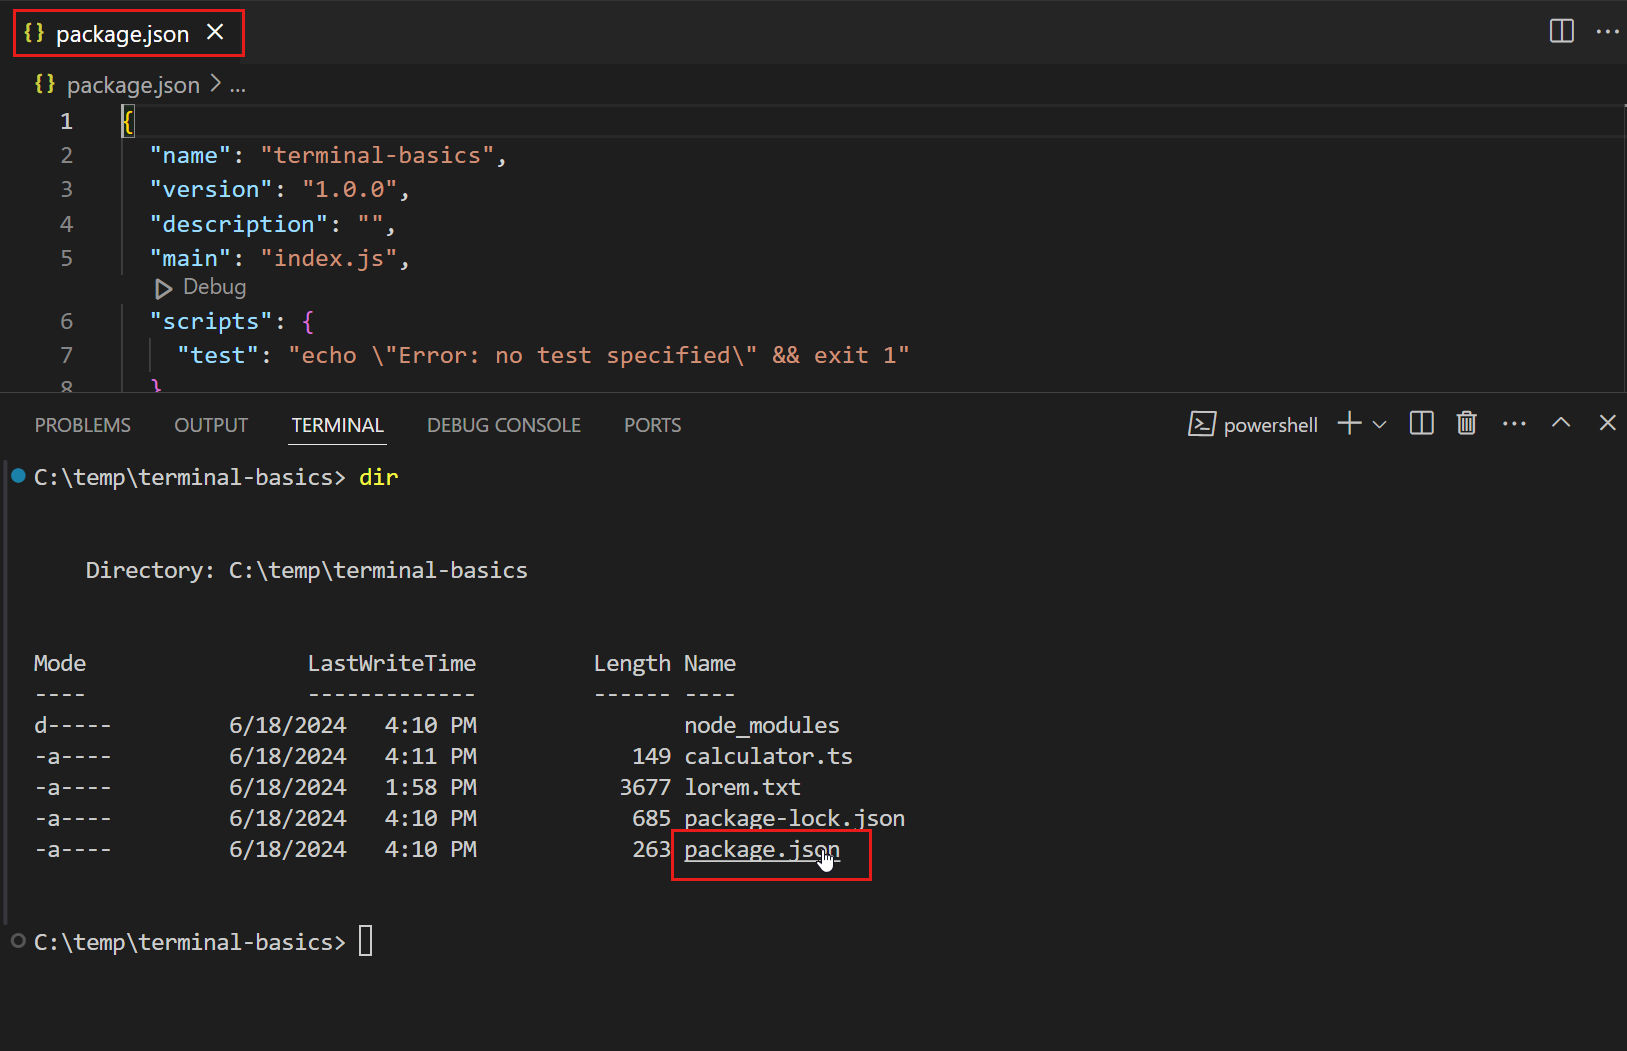 {} package.json ×
{} package.json > ...
1 {
2 "name": "terminal-basics",
3 "version": "1.0.0",
4 "description": "",
5 "main": "index.js",
Debug
6 "scripts": {
7 "test": "echo \"Error: no test specified\" && exit 1"
8 }
PROBLEMS OUTPUT TERMINAL DEBUG CONSOLE PORTS powershell
C:\temp\terminal-basics> dir
Directory: C:\temp\terminal-basics
Mode LastWriteTime Length Name
---- ------------- ------ ----
d----- 6/18/2024 4:10 PM node_modules
-a---- 6/18/2024 4:11 PM 149 calculator.ts
-a---- 6/18/2024 1:58 PM 3677 lorem.txt
-a---- 6/18/2024 4:10 PM 685 package-lock.json
-a---- 6/18/2024 4:10 PM 263 package.json
C:\temp\terminal-basics>